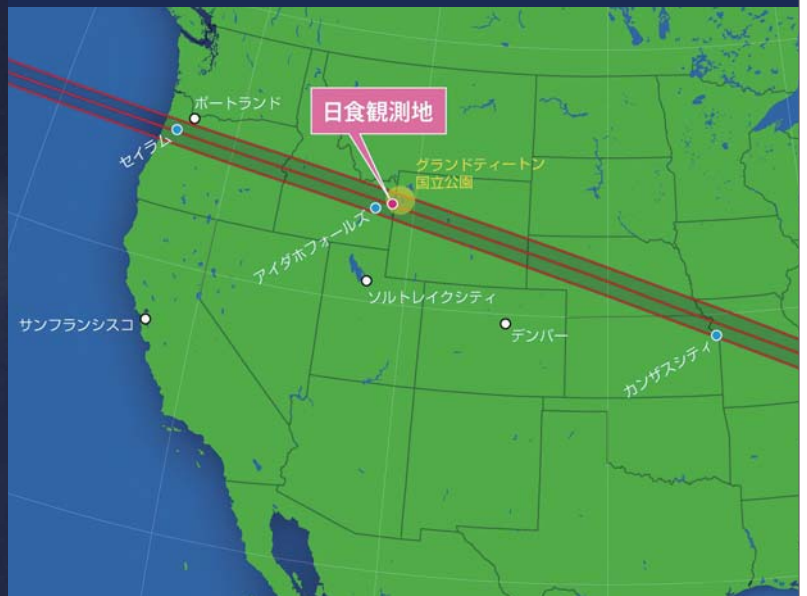 ポートランド
日食観測地
セイラム
グランドティートン
国立公園
アイダホフォールズ
ソルトレイクシティ
サンフランシスコ
デンバー
カンザスシティ